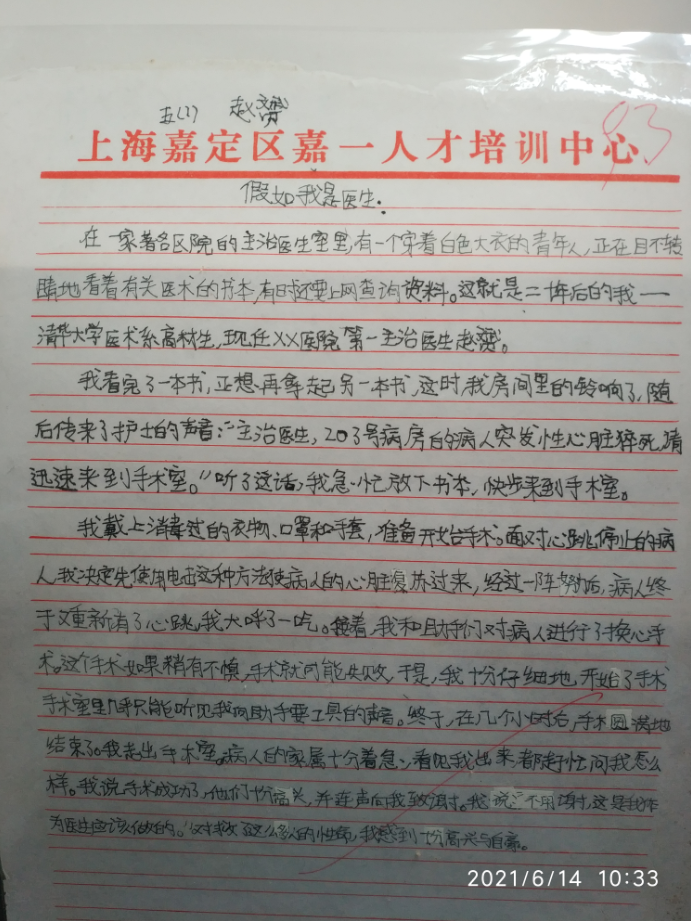 五(1) 赵赟
93
上海嘉定区嘉一人才培训中心
假如我是医生.
在一家著名医院的主治医生室里,有一个穿着白色大衣的青年人,正在目不转
睛地看着有关医术的书本,有时还要上网查询资料。这就是二十年后的我——
清华大学医术系高材生,现任XX医院第一主治医生赵赟。
我看完了一本书,正想再拿起另一本书,这时,我房间里的铃响了,随
后传来了护士的声音:“主治医生,203号病房的病人突发性心脏猝死,请
迅速来到手术室。”听了这话,我急忙放下书本,快步来到手术室。
我戴上消毒过的衣物、口罩和手套,准备开始手术。面对心跳停止的病
人,我决定先使用电击这种方法使病人的心脏复苏过来,经过一阵努力后,病人终
于又重新有了心跳,我大呼了一吃。接着,我和助手们对病人进行了换心手
术。这个手术如果稍有不慎,手术就可能失败,于是,我十份仔细地,开始了手术
手术室里几乎只能听见我向助手要工具的声音。终于,在几个小时后,手术圆满地
结束了。我走出手术室。病人的家属十分着急,看见我出来,都赶忙问我怎么
样。我说手术成功了,他们十份高兴,并连声向我致谢。我说:不用谢,这是我作
为医生应该做的。”对救这么多人的性命,我感到十份高兴与自豪。
2021/6/14 10:33